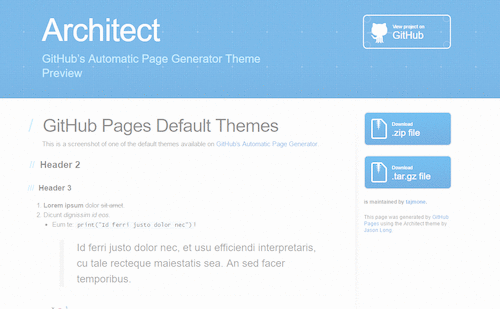 Architect
GitHub's Automatic Page Generator Theme
Preview
View project on
GitHub
/ GitHub Pages Default Themes
This is a screenshot of one of the default themes available on GitHub's Automatic Page Generator.
// Header 2
/// Header 3
1. Lorem ipsum dolor sit amet.
2. Dicunt dignissim id eos.
• Eum te print("Id ferri justo dolor nec")!
Id ferri justo dolor nec, et usu efficiendi interpretaris,
cu tale recteque maiestatis sea. An sed facer
temporibus.
Download
.zip file
Download
.tar.gz file
is maintained by
This page was generated by GitHub
Pages using the Architect theme by
Jason Long.